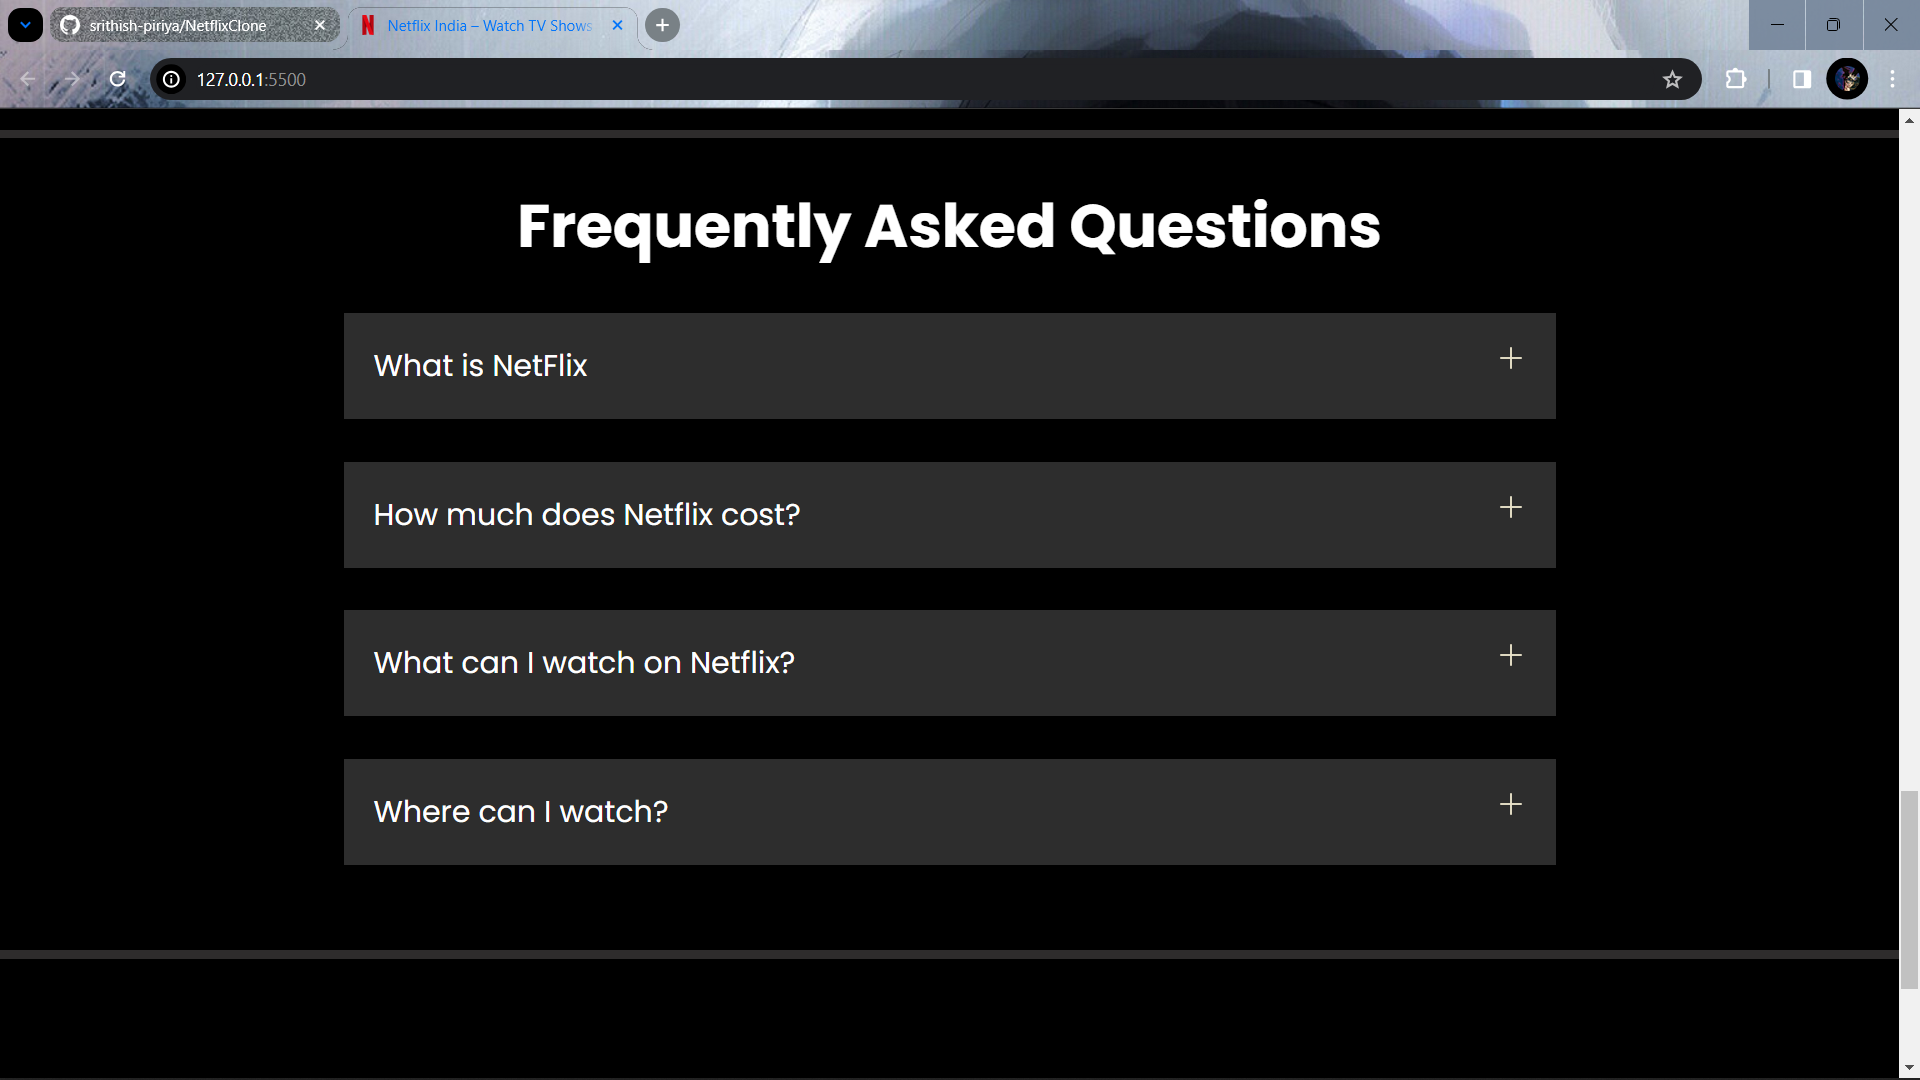 srithish-piriya/NetflixClone
Netflix India – Watch TV Shows
127.0.0.1:5500
Frequently Asked Questions
What is NetFlix
How much does Netflix cost?
What can I watch on Netflix?
Where can I watch?